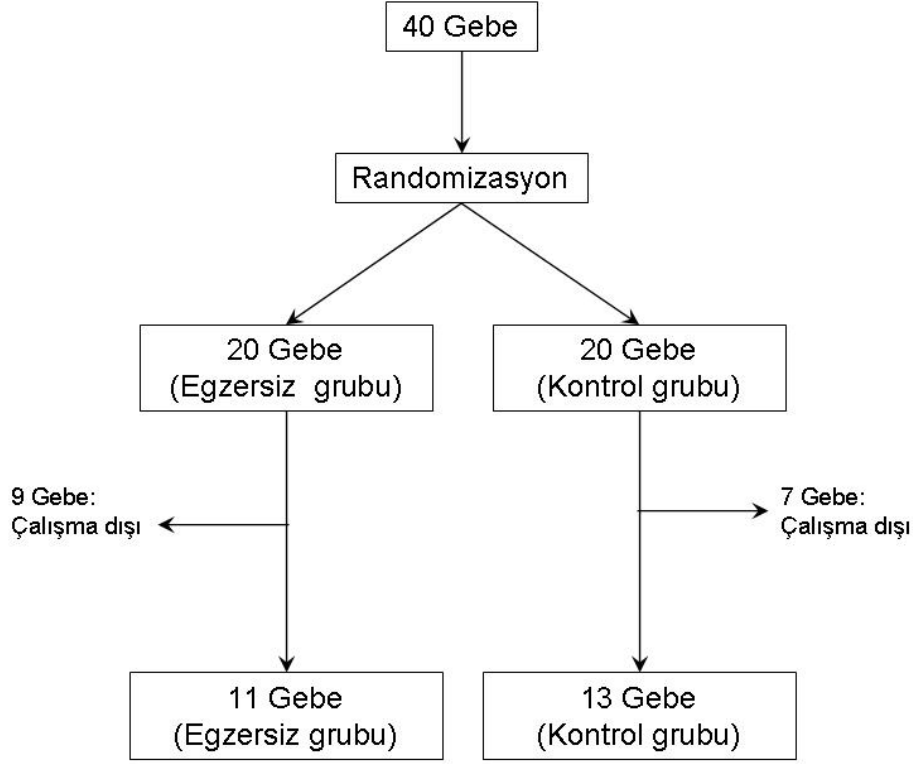 40 Gebe
Randomizasyon
20 Gebe
(Egzersiz grubu)
20 Gebe
(Kontrol grubu)
9 Gebe:
Çalışma dışı
7 Gebe:
Çalışma dışı
11 Gebe
(Egzersiz grubu)
13 Gebe
(Kontrol grubu)